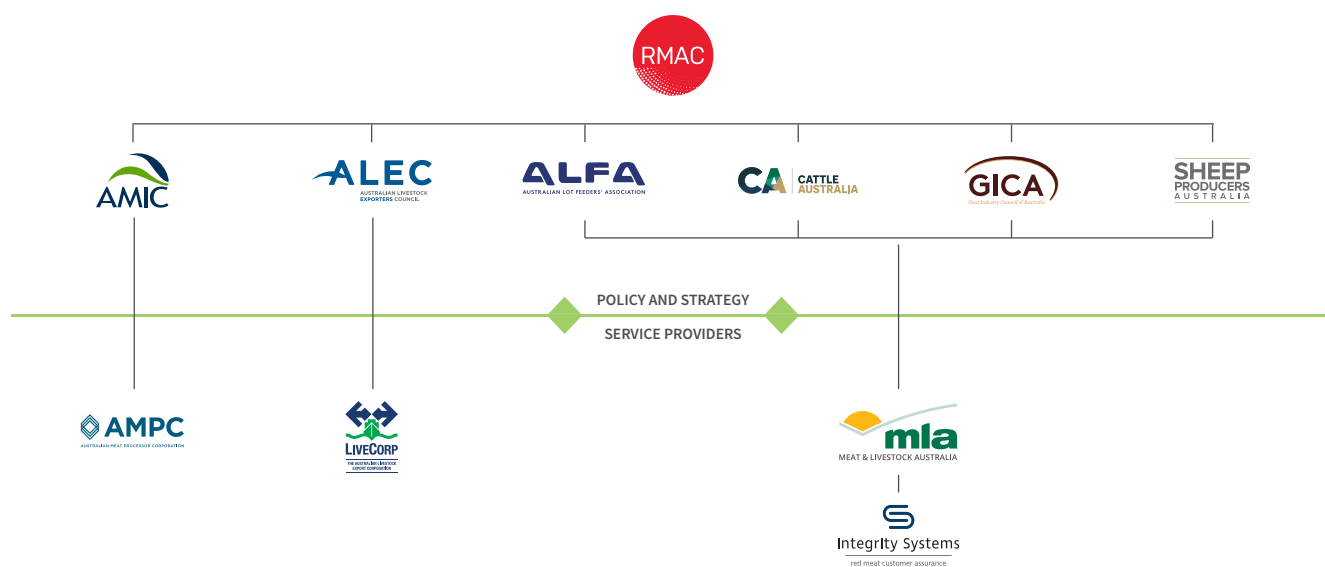 RMAC
AMIC
ALEC
AUSTRALIAN LIVESTOCK
EXPORTERS COUNCIL
ALFA
AUSTRALIAN LOT FEEDERS' ASSOCIATION
CA
CATTLE
AUSTRALIA
GICA
Goat Industry Council of Australia
SHEEP
PRODUCERS
AUSTRALIA
POLICY AND STRATEGY
SERVICE PROVIDERS
AMPC
AUSTRALIAN MEAT PROCESSOR CORPORATION
LIVECORP
THE AUSTRALIAN LIVESTOCK
EXPORT CORPORATION
mla
MEAT & LIVESTOCK AUSTRALIA
Integrity Systems
red meat customer assurance